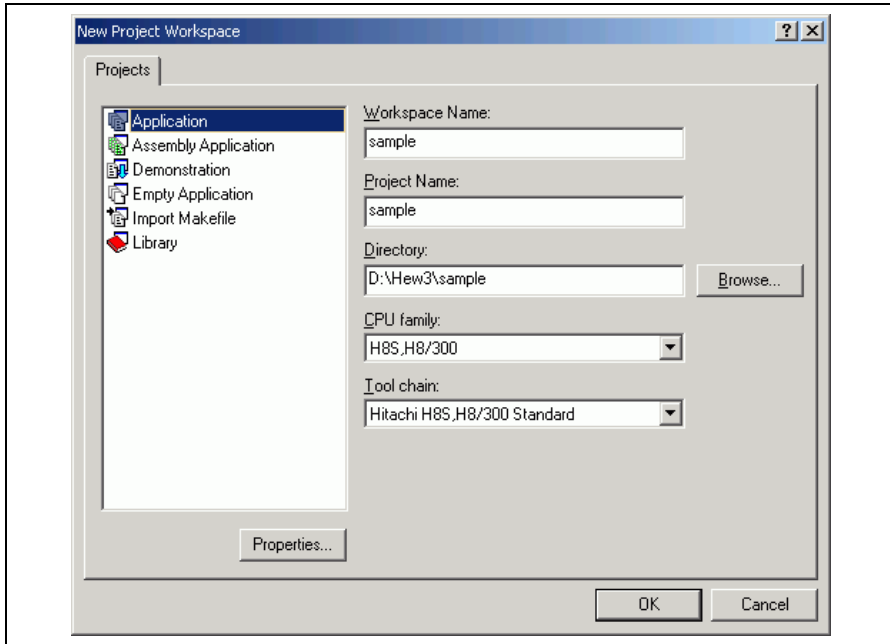 New Project Workspace
Projects
Application
Assembly Application
Demonstration
Empty Application
Import Makefile
Library
Properties...
Workspace Name:
sample
Project Name:
sample
Directory:
D:\Hew3\sample
Browse...
CPU family:
H8S,H8/300
Tool chain:
Hitachi H8S,H8/300 Standard
OK
Cancel